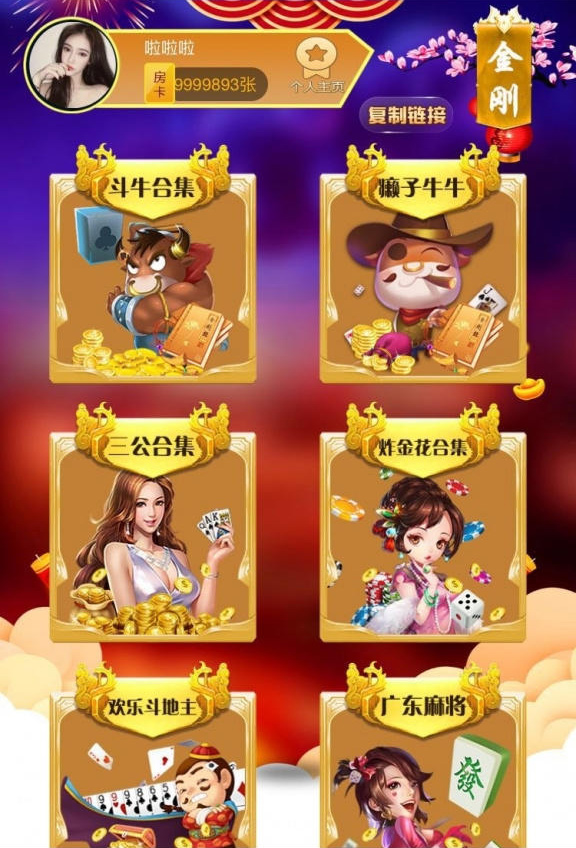 啦啦啦
房卡
9999893张
个人主页
金刚
复制链接
斗牛合集
癞子牛牛
三公合集
炸金花合集
欢乐斗地主
广东麻将
發